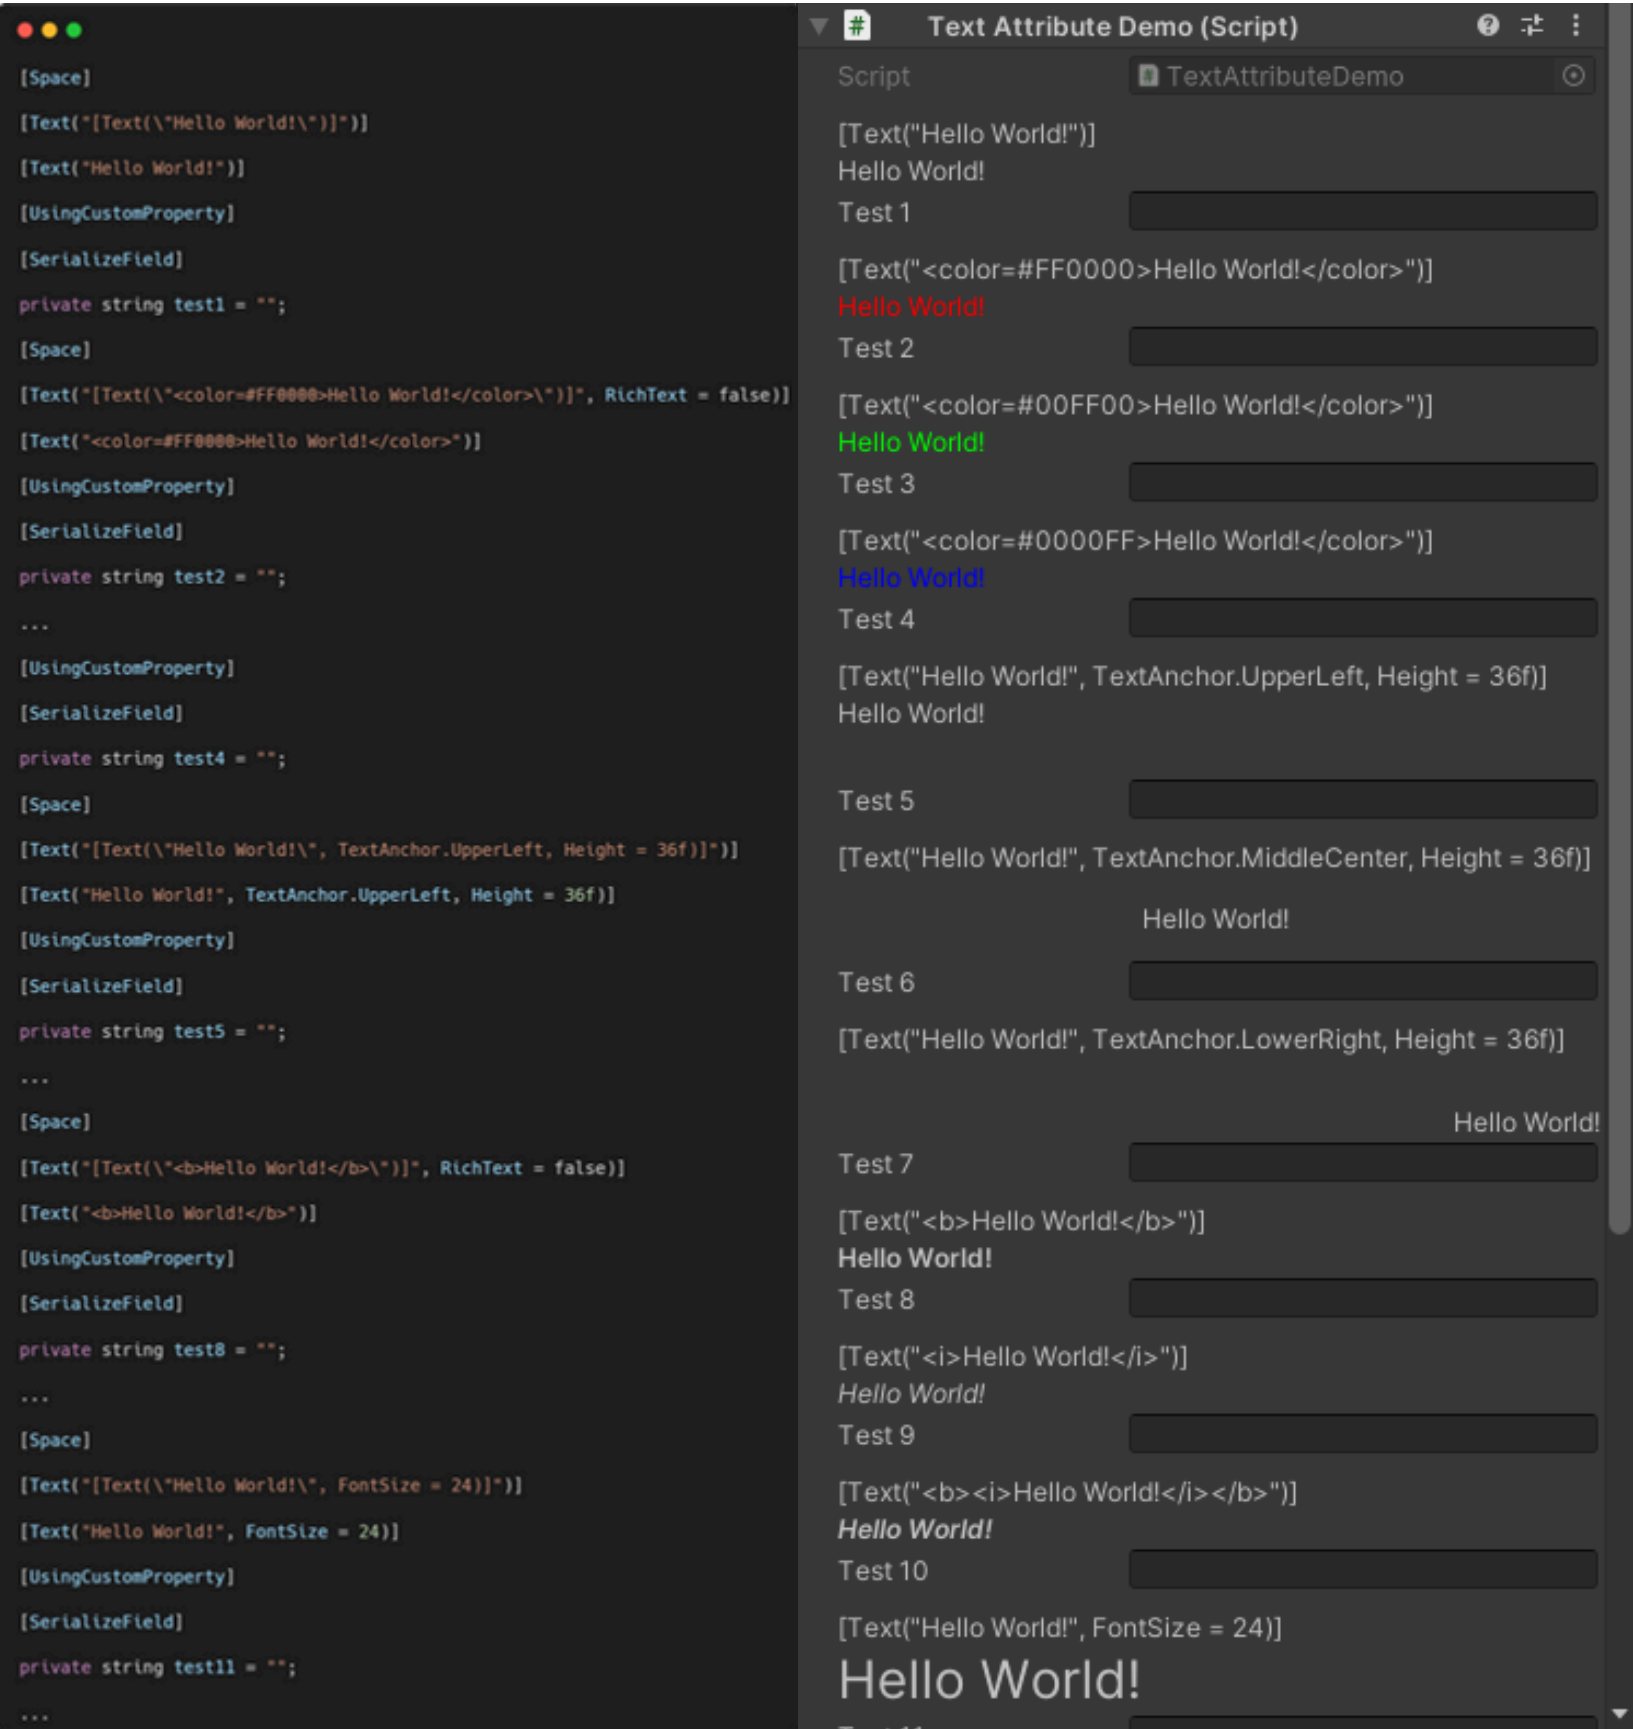 [Space]
[Text("[Text(\"Hello World!\")]")]
[Text("Hello World!")]
[UsingCustomProperty]
[SerializeField]
private string test1 = "";
[Space]
[Text("[Text(\"<color=#FF0000>Hello World!</color>\")]", RichText = false)]
[Text("<color=#FF0000>Hello World!</color>")]
[UsingCustomProperty]
[SerializeField]
private string test2 = "";
...
[UsingCustomProperty]
[SerializeField]
private string test4 = "";
[Space]
[Text("[Text(\"Hello World!\", TextAnchor.UpperLeft, Height = 36f)]")]
[Text("Hello World!", TextAnchor.UpperLeft, Height = 36f)]
[UsingCustomProperty]
[SerializeField]
private string test5 = "";
...
[Space]
[Text("[Text(\"<b>Hello World!</b>\")]", RichText = false)]
[Text("<b>Hello World!</b>")]
[UsingCustomProperty]
[SerializeField]
private string test8 = "";
...
[Space]
[Text("[Text(\"Hello World!\", FontSize = 24)]")]
[Text("Hello World!", FontSize = 24)]
[UsingCustomProperty]
[SerializeField]
private string test11 = "";
...
Text Attribute Demo (Script)
Script TextAttributeDemo
[Text("Hello World!")]
Hello World!
Test 1
[Text("<color=#FF0000>Hello World!</color>")]
Hello World!
Test 2
[Text("<color=#00FF00>Hello World!</color>")]
Hello World!
Test 3
[Text("<color=#0000FF>Hello World!</color>")]
Hello World!
Test 4
[Text("Hello World!", TextAnchor.UpperLeft, Height = 36f)]
Hello World!
Test 5
[Text("Hello World!", TextAnchor.MiddleCenter, Height = 36f)]
Hello World!
Test 6
[Text("Hello World!", TextAnchor.LowerRight, Height = 36f)]
Hello World!
Test 7
[Text("<b>Hello World!</b>")]
Hello World!
Test 8
[Text("<i>Hello World!</i>")]
Hello World!
Test 9
[Text("<b><i>Hello World!</i></b>")]
Hello World!
Test 10
[Text("Hello World!", FontSize = 24)]
Hello World!